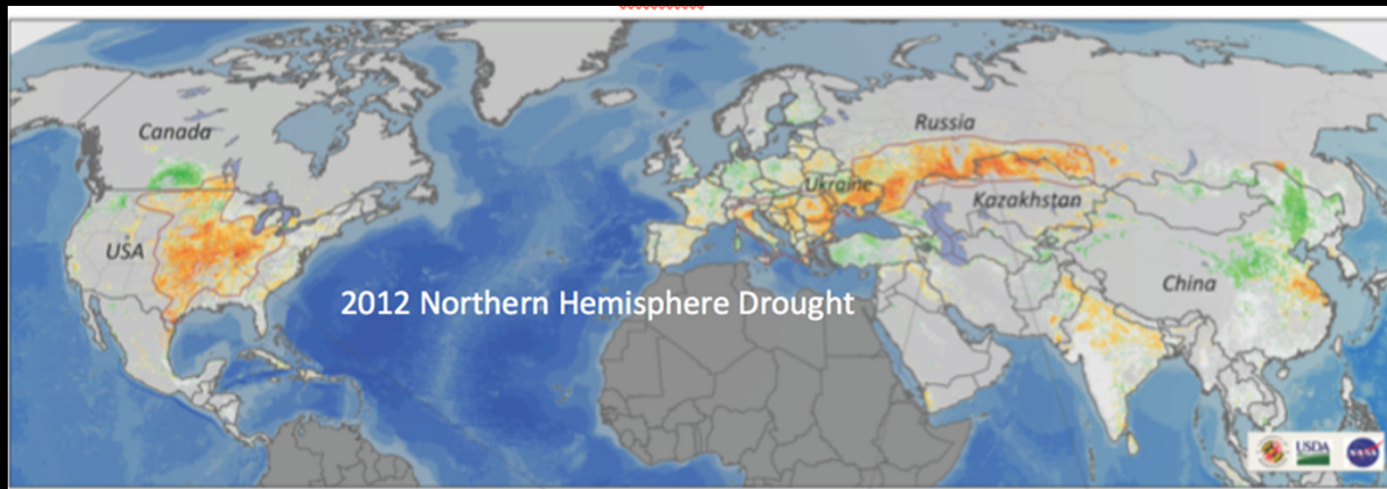 Canada
Russia
Ukraine
Kazakhstan
USA
China
2012 Northern Hemisphere Drought
USDA
NASA